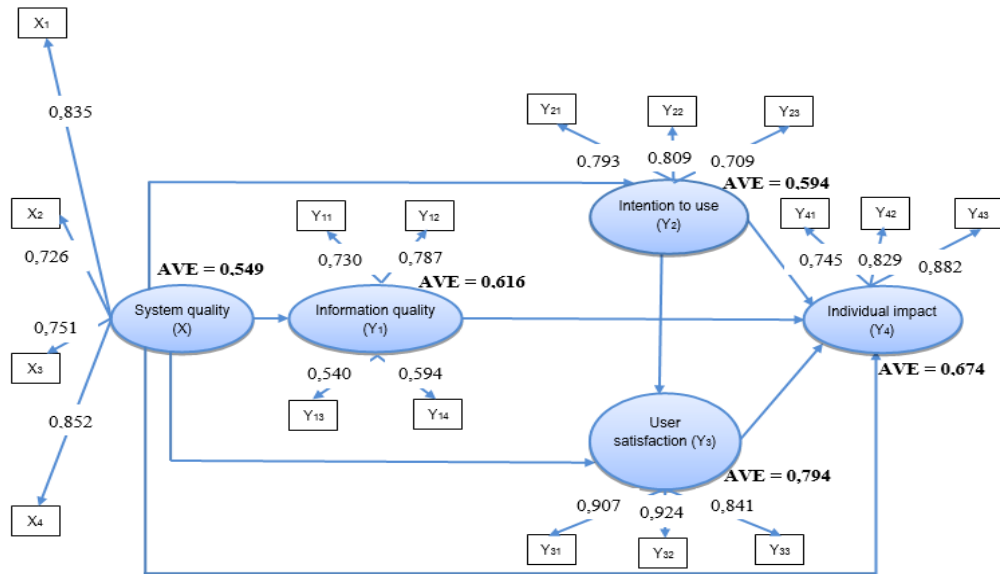 X1
0,835
X2
0,726
0,751
X3
0,852
X4
AVE = 0,549
System quality
(X)
Y11
Y12
0,730
0,787
AVE = 0,616
Information quality
(Y1)
0,540
0,594
Y13
Y14
Y21
Y22
Y23
0,793
0,809
0,709
AVE = 0,594
Intention to use
(Y2)
User
satisfaction (Y3)
AVE = 0,794
0,907
0,924
0,841
Y31
Y32
Y33
Y41
Y42
Y43
0,745
0,829
0,882
Individual impact
(Y4)
AVE = 0,674